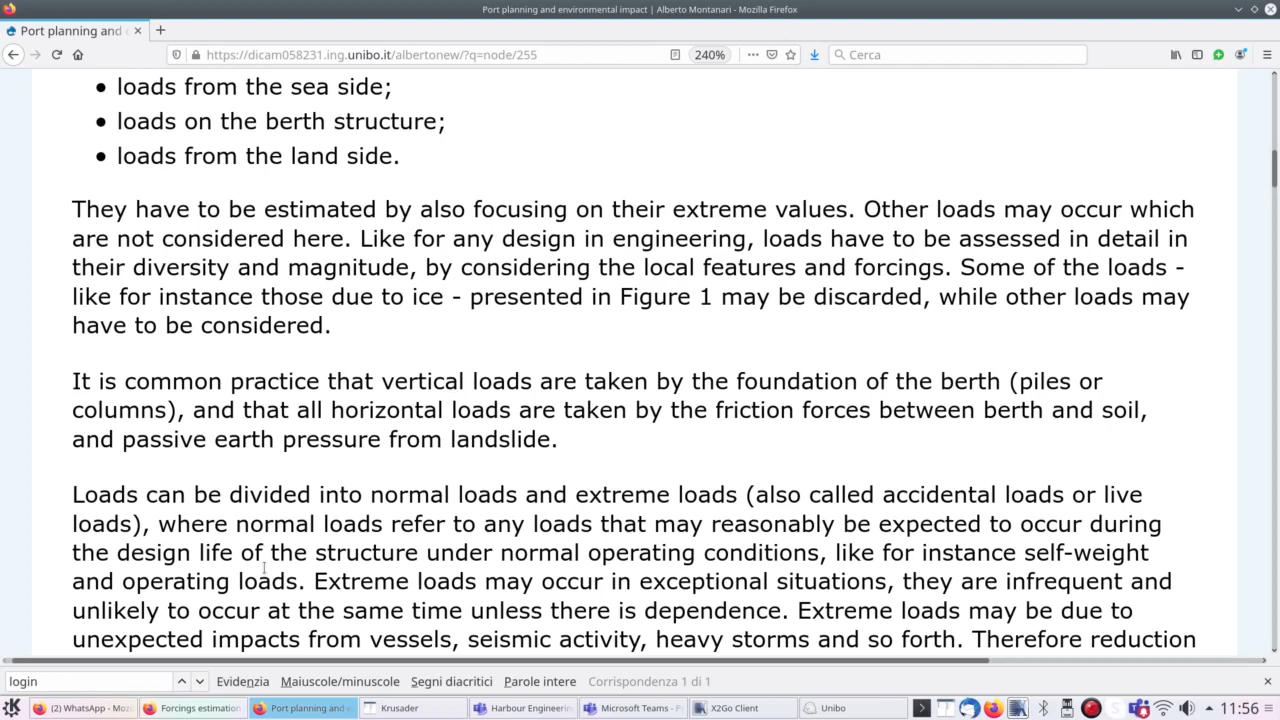 Port planning and environmental impact | Alberto Montanari - Mozilla Firefox
Port planning and e
https://dicam058231.ing.unibo.it/albertonew/?q=node/255
240%
Cerca
• loads from the sea side;
• loads on the berth structure;
• loads from the land side.
They have to be estimated by also focusing on their extreme values. Other loads may occur which
are not considered here. Like for any design in engineering, loads have to be assessed in detail in
their diversity and magnitude, by considering the local features and forcings. Some of the loads -
like for instance those due to ice - presented in Figure 1 may be discarded, while other loads may
have to be considered.
It is common practice that vertical loads are taken by the foundation of the berth (piles or
columns), and that all horizontal loads are taken by the friction forces between berth and soil,
and passive earth pressure from landslide.
Loads can be divided into normal loads and extreme loads (also called accidental loads or live
loads), where normal loads refer to any loads that may reasonably be expected to occur during
the design life of the structure under normal operating conditions, like for instance self-weight
and operating loads. Extreme loads may occur in exceptional situations, they are infrequent and
unlikely to occur at the same time unless there is dependence. Extreme loads may be due to
unexpected impacts from vessels, seismic activity, heavy storms and so forth. Therefore reduction
login
Evidenzia
Maiuscole/minuscole
Segni diacritici
Parole intere
Corrispondenza 1 di 1
(2) WhatsApp - Moz
Forcings estimation
Port planning and e
Krusader
Harbour Engineerin
Microsoft Teams - Pr
X2Go Client
Unibo
11:56